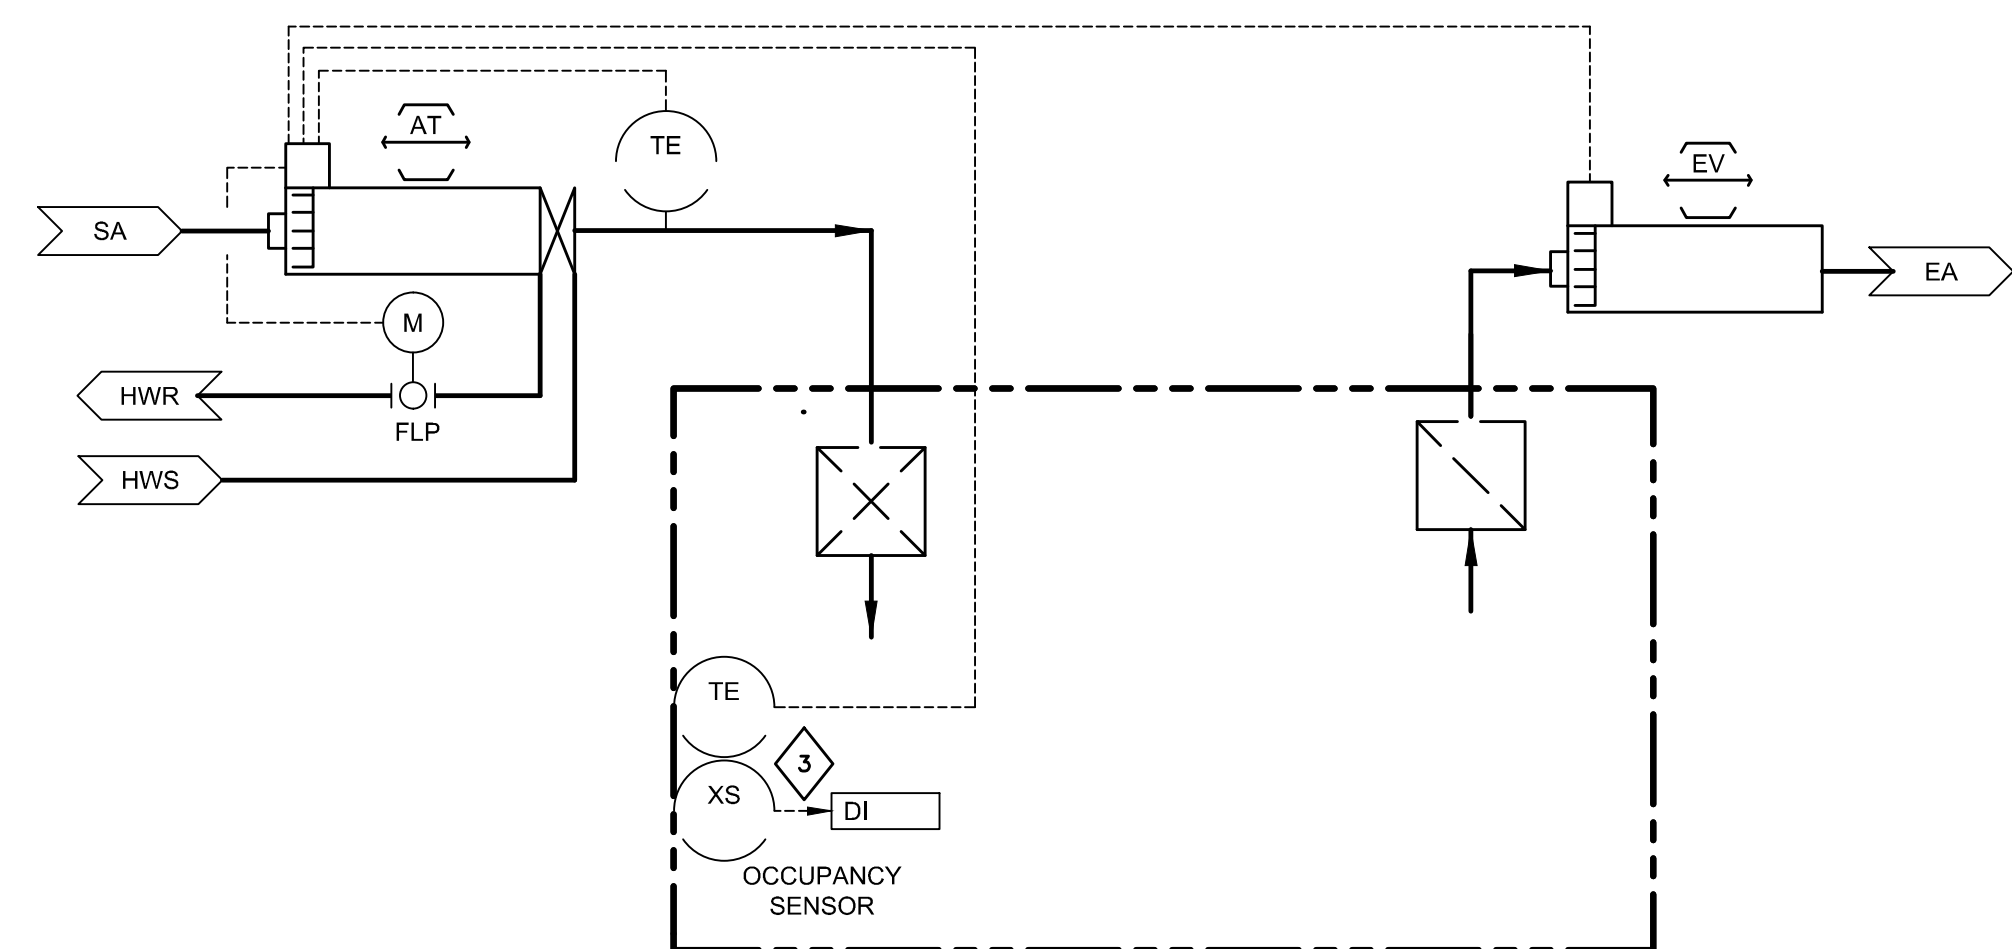 AT
TE
EV
SA
EA
M
HWR
FLP
HWS
TE
3
XS
DI
OCCUPANCY
SENSOR